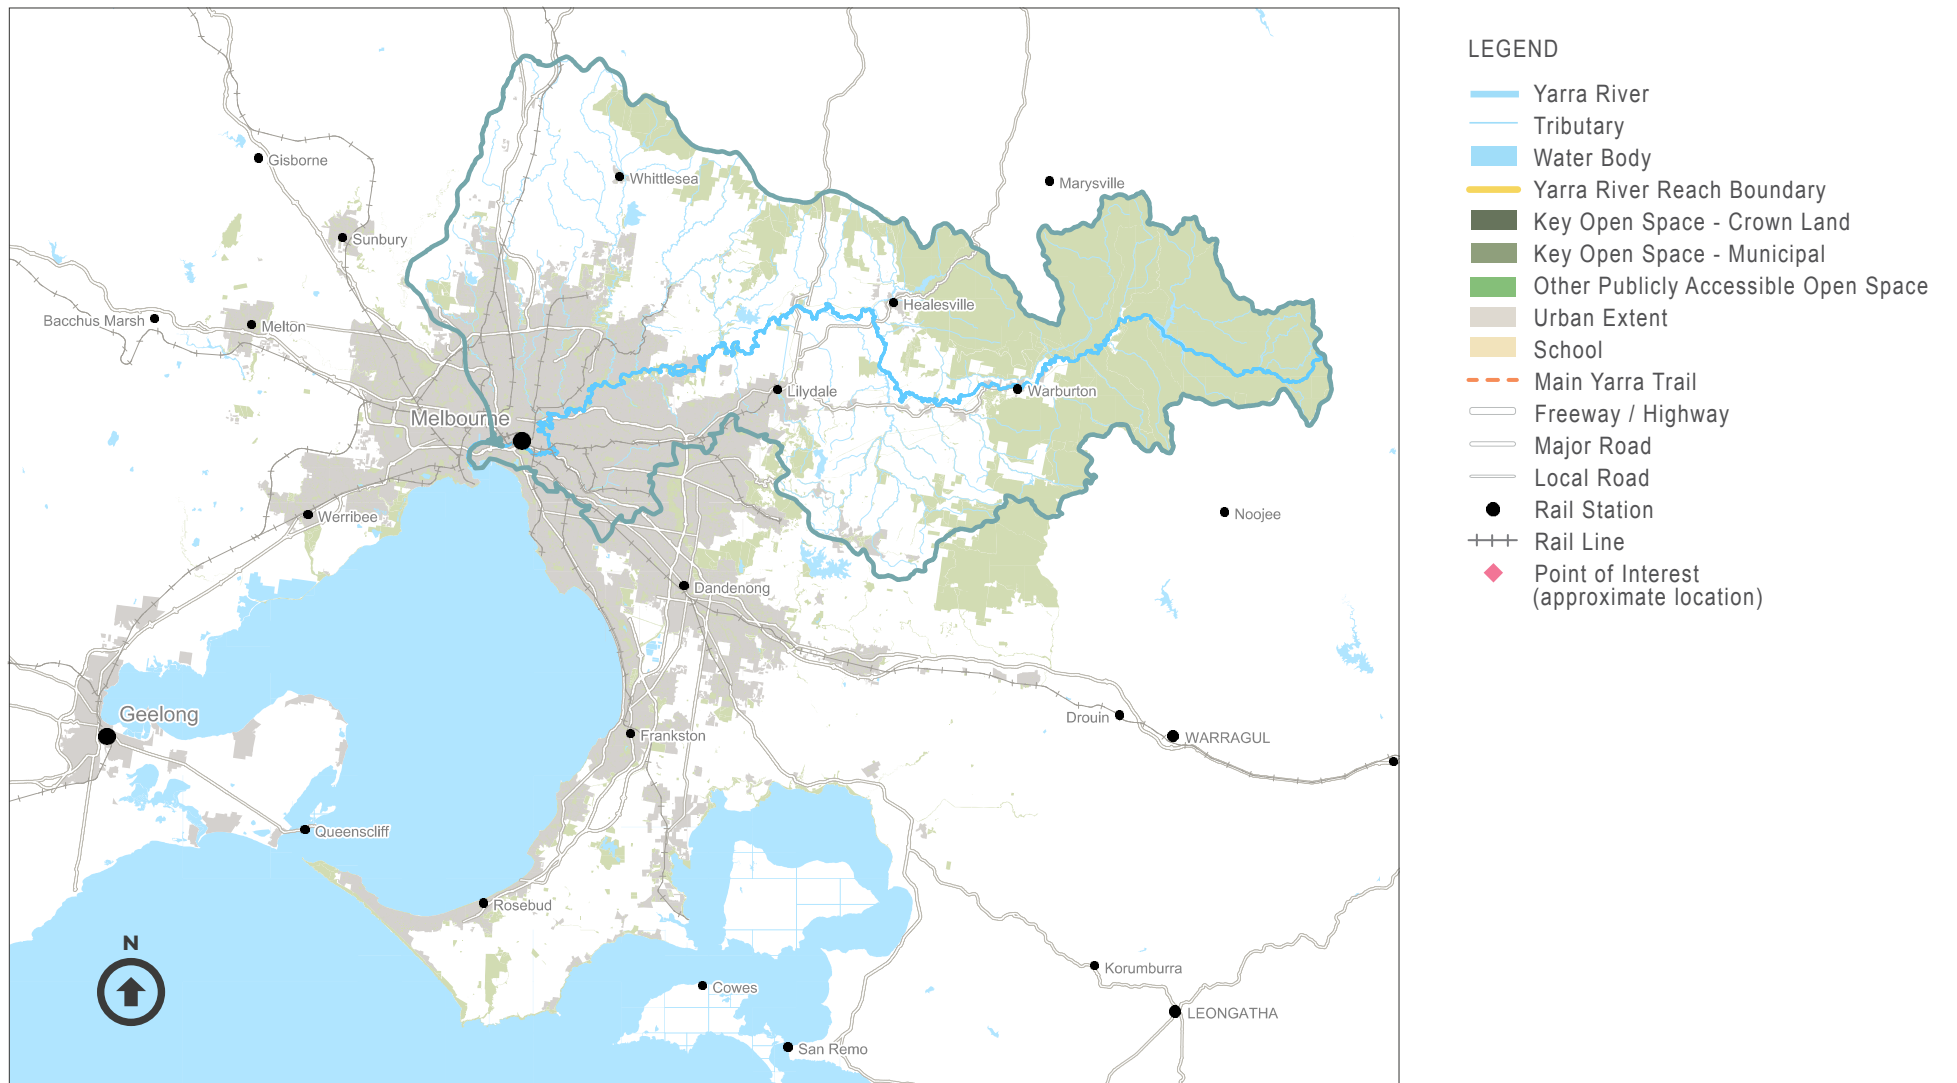 Gisborne
Whittlesea
Marysville
Sunbury
Healesville
Bacchus Marsh
Melton
Lilydale
Warburton
Melbourne
Werribee
Noojee
Dandenong
Geelong
Frankston
Drouin
WARRAGUL
Queenscliff
Rosebud
N
Korumburra
Cowes
LEONGATHA
San Remo
LEGEND
Yarra River
Tributary
Water Body
Yarra River Reach Boundary
Key Open Space - Crown Land
Key Open Space - Municipal
Other Publicly Accessible Open Space
Urban Extent
School
Main Yarra Trail
Freeway / Highway
Major Road
Local Road
Rail Station
Rail Line
Point of Interest
(approximate location)